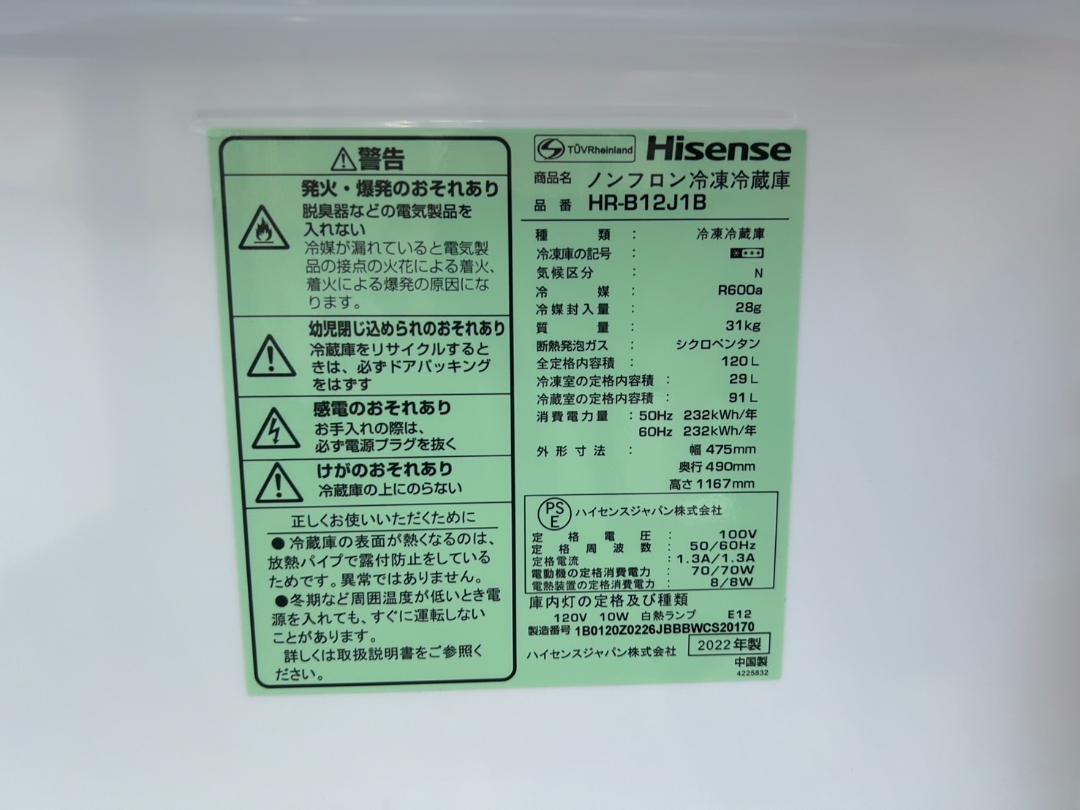 警告
発火・爆発のおそれあり
脱臭器などの電気製品を
入れない
冷媒が漏れていると電気製
品の接点の火花による着火、
着火による爆発の原因にな
ります。
幼児閉じ込められのおそれあり
冷蔵庫をリサイクルすると
きは、必ずドアパッキング
をはずす
感電のおそれあり
お手入れの際は、
必ず電源プラグを抜く
けがのおそれあり
冷蔵庫の上にのらない
正しくお使いいただくために
●冷蔵庫の表面が熱くなるのは、
放熱パイプで露付防止をしている
ためです。異常ではありません。
●冬期など周囲温度が低いとき電
源を入れても、すぐに運転しない
ことがあります。
詳しくは取扱説明書をご参照く
ださい。
TÜVRheinland Hisense
商品名 ノンフロン冷凍冷蔵庫
品番 HR-B12J1B
種類：冷凍冷蔵庫
冷凍庫の記号：
気候区分：N
冷媒：R600a
冷媒封入量：28g
質量：31kg
断熱発泡ガス：シクロペンタン
全定格内容積：120L
冷凍室の定格内容積：29L
冷蔵室の定格内容積：91L
消費電力量：50Hz 232kWh/年
60Hz 232kWh/年
外形寸法：幅 475mm
奥行 490mm
高さ 1167mm
PSE ハイセンスジャパン株式会社
定格電圧：100V
定格周波数：50/60Hz
定格電流：1.3A/1.3A
電動機の定格消費電力：70/70W
電熱装置の定格消費電力：8/8W
庫内灯の定格及び種類
120V 10W 白熱ランプ E12
製造番号 1B0120Z0226JBBBWCS20170
ハイセンスジャパン株式会社 2022年製
中国製
4225832